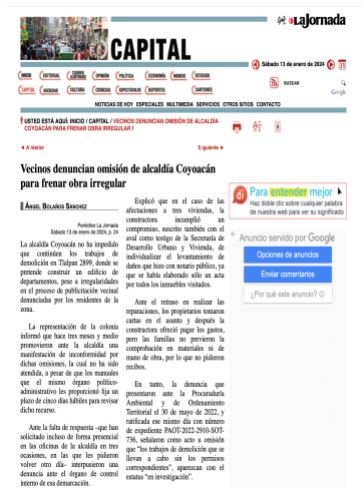 La Jornada
CAPITAL
Sábado 13 de enero de 2024
31
INICIO EDITORIAL CORREO ILUSTRADO OPINIÓN POLÍTICA ECONOMÍA MUNDO ESTADOS
CAPITAL SOCIEDAD CULTURA CIENCIAS ESPECTÁCULOS DEPORTES CARTONES
BUSCAR
NOTICIAS DE HOY ESPECIALES MULTIMEDIA SERVICIOS OTROS SITIOS CONTACTO
USTED ESTÁ AQUÍ: INICIO / CAPITAL / VECINOS DENUNCIAN OMISIÓN DE ALCALDÍA
COYOACÁN PARA FRENAR OBRA IRREGULAR /
Anterior
Siguiente
Vecinos denuncian omisión de alcaldía Coyoacán
para frenar obra irregular
ÁNGEL BOLAÑOS SÁNCHEZ
Periódico La Jornada
Sábado 13 de enero de 2024, p. 24
La alcaldía Coyoacán no ha impedido
que continúen los trabajos de
demolición en Tlalpan 2899, donde se
pretende construir un edificio de
departamentos, pese a irregularidades
en el proceso de publicitación vecinal
denunciadas por los residentes de la
zona.
La representación de la colonia
informó que hace tres meses y medio
promovieron ante la alcaldía una
manifestación de inconformidad por
dichas omisiones, la cual no ha sido
atendida, a pesar de que los manuales
que el mismo órgano político-
administrativo les proporcionó fija un
plazo de cinco días hábiles para revisar
dicho recurso.
Ante la falta de respuesta –que han
solicitado incluso de forma presencial
en las oficinas de la alcaldía en tres
ocasiones, en las que les pidieron
volver otro día– interpusieron una
denuncia ante el órgano de control
interno de esa demarcación.
Explicó que en el caso de las
afectaciones a tres viviendas, la
constructora incumplió un
compromiso, suscrito también con el
aval como testigo de la Secretaría de
Desarrollo Urbano y Vivienda, de
individualizar el levantamiento de
daños que hizo con notario público, ya
que se había elaborado sólo un acta
por todos los inmuebles visitados.
Ante el retraso en realizar las
reparaciones, los propietarios tomaron
cartas en el asunto y después la
constructora ofreció pagar los gastos,
pero las familias no previeron la
comprobación en materiales ni de
mano de obra, por lo que no pidieron
recibos.
En tanto, la denuncia que
presentaron ante la Procuraduría
Ambiental y de Ordenamiento
Territorial el 30 de mayo de 2022, y
ratificada ese mismo día con número
de expediente PAOT-2022-2910-SOT-
736, señalaron como acto u omisión
“que los trabajos de demolición que se
llevan a cabo sin los permisos
correspondientes”, aparezcan con el
estatus “en investigación”.
Para entender mejor
Haz doble clic sobre cualquier palabra
de nuestra web para ver su significado
Anuncio servido por Google
Opciones de anuncios
Enviar comentarios
¿Por qué este anuncio?